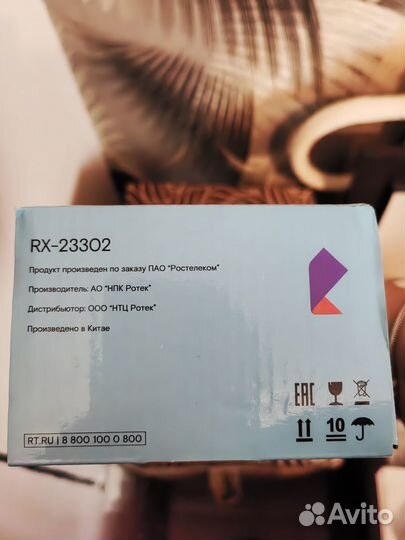 RX-23302
Продукт произведен по заказу ПАО "Ростелеком"
Производитель: АО "НПК Ротек"
Дистрибьютор: ООО "НТЦ Ротек"
Произведено в Китае
EAC
10
RT.RU | 8 800 100 0 800
Avito